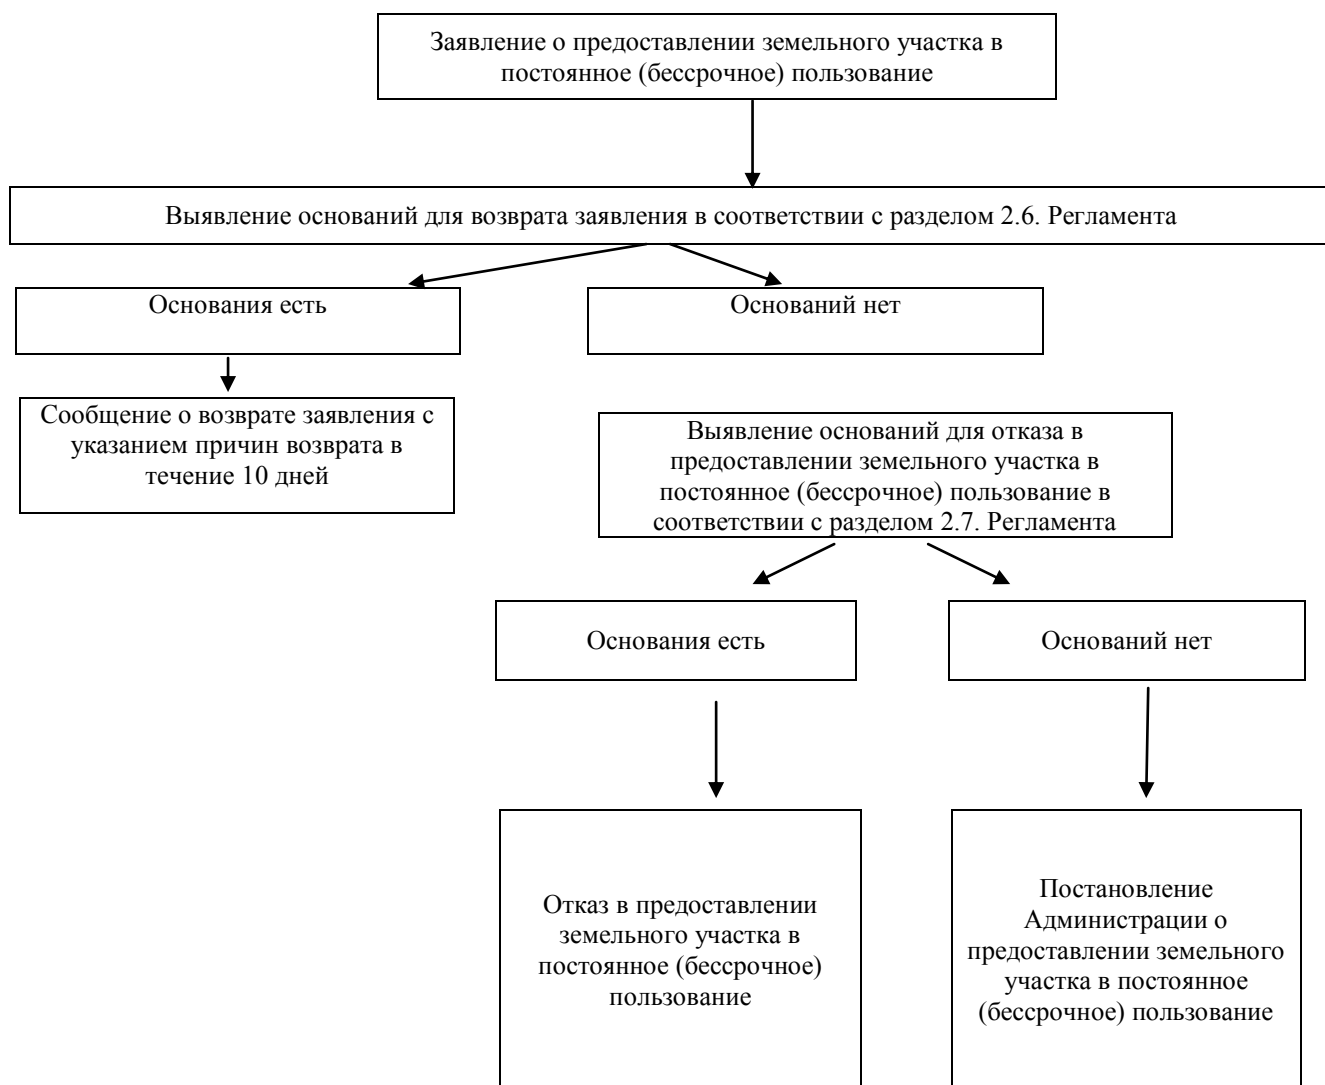 Заявление о предоставлении земельного участка в
постоянное (бессрочное) пользование
Выявление оснований для возврата заявления в соответствии с разделом 2.6. Регламента
Основания есть
Оснований нет
Сообщение о возврате заявления с
указанием причин возврата в
течение 10 дней
Выявление оснований для отказа в
предоставлении земельного участка в
постоянное (бессрочное) пользование в
соответствии с разделом 2.7. Регламента
Основания есть
Оснований нет
Отказ в предоставлении
земельного участка в
постоянное (бессрочное)
пользование
Постановление
Администрации о
предоставлении земельного
участка в постоянное
(бессрочное) пользование